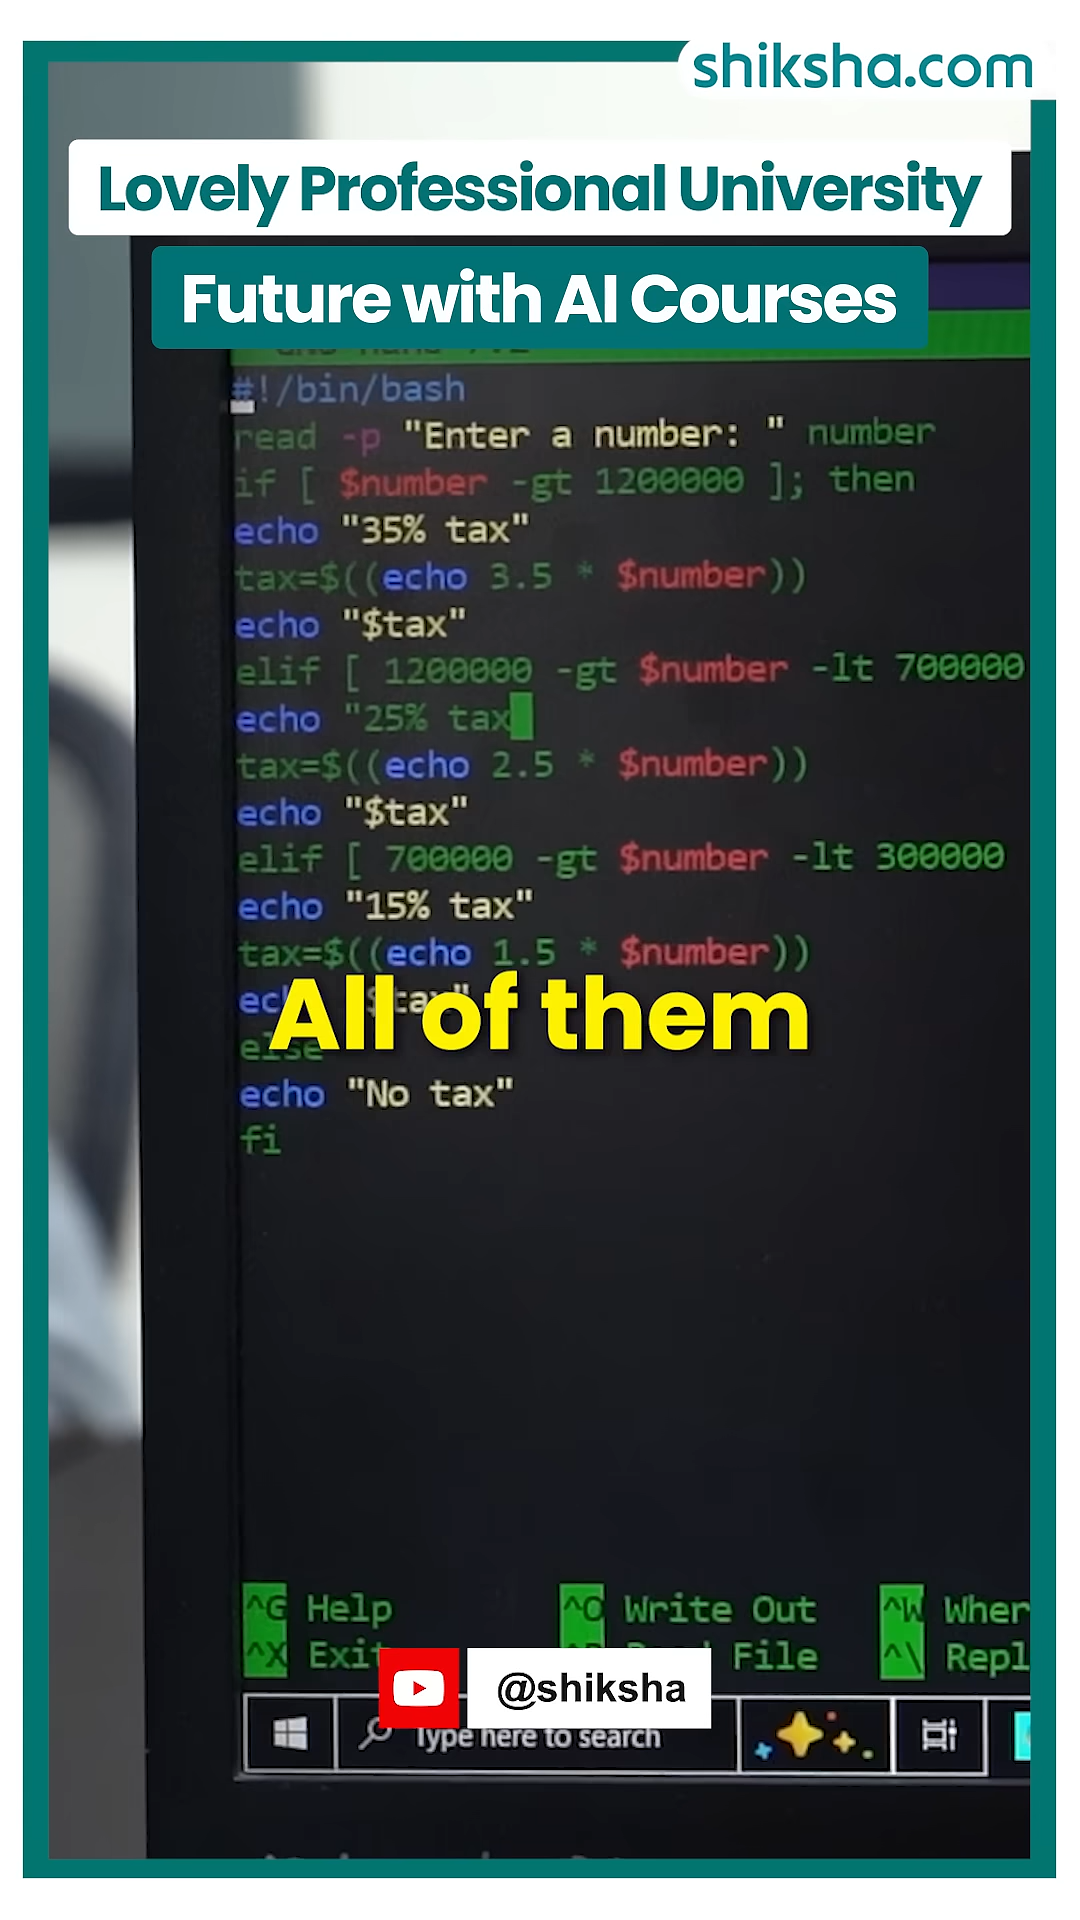 shiksha.com
Lovely Professional University
Future with AI Courses
#!/bin/bash
read -p "Enter a number: " number
if [ $number -gt 1200000 ]; then
echo "35% tax"
tax=$((echo 3.5 * $number))
echo "$tax"
elif [ 1200000 -gt $number -lt 700000
echo "25% tax
tax=$((echo 2.5 * $number))
echo "$tax"
elif [ 700000 -gt $number -lt 300000
echo "15% tax"
tax=$((echo 1.5 * $number))
All of them
else
echo "No tax"
fi
^G Help ^O Write Out ^W Wher
^X Exit File ^\ Repl
@shiksha
Type here to search